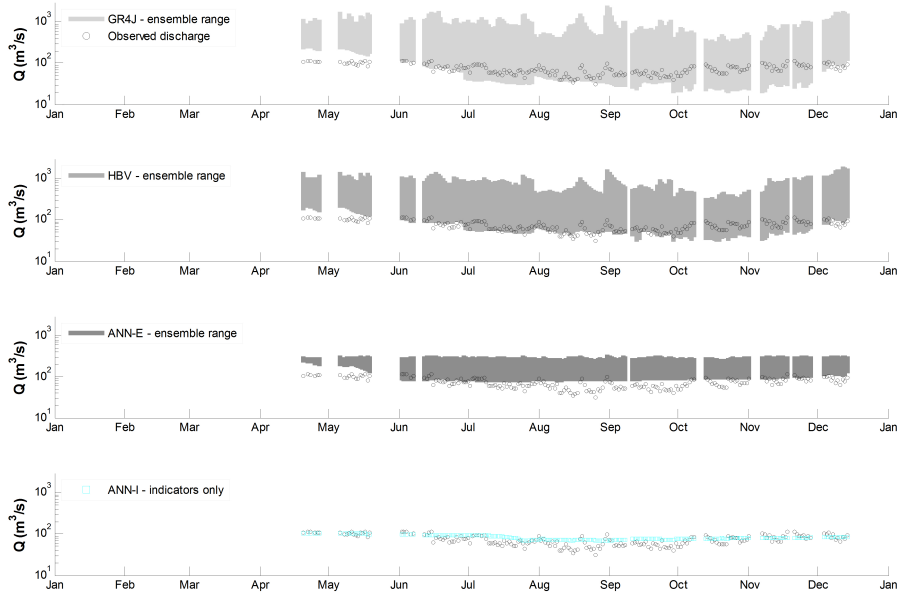 Q (m³/s)
10³
10²
10¹
GR4J - ensemble range
Observed discharge
Jan Feb Mar Apr May Jun Jul Aug Sep Oct Nov Dec Jan
Q (m³/s)
10³
10²
10¹
HBV - ensemble range
Jan Feb Mar Apr May Jun Jul Aug Sep Oct Nov Dec Jan
Q (m³/s)
10³
10²
10¹
ANN-E - ensemble range
Jan Feb Mar Apr May Jun Jul Aug Sep Oct Nov Dec Jan
Q (m³/s)
10³
10²
10¹
ANN-I - indicators only
Jan Feb Mar Apr May Jun Jul Aug Sep Oct Nov Dec Jan